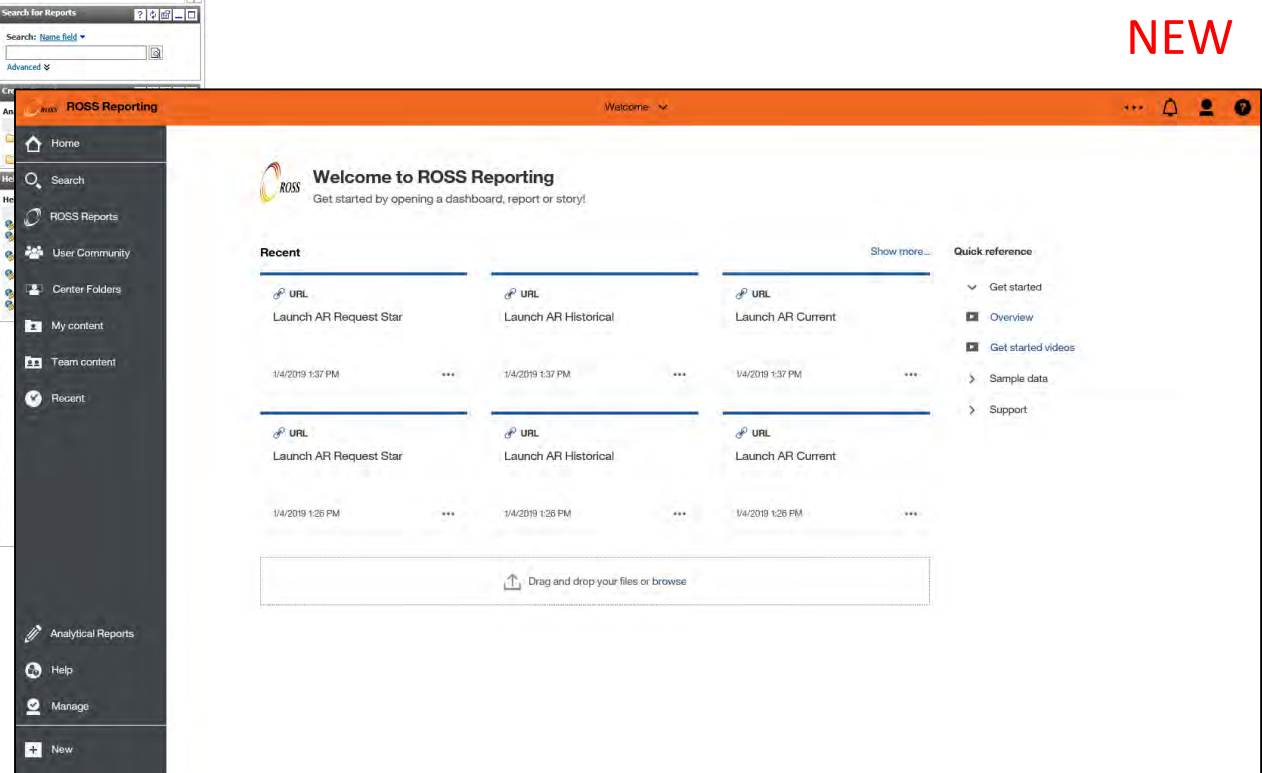 Search for Reports
Search: Name field
Advanced
NEW
ROSS ROSS Reporting
Welcome
Home
Search
ROSS Reports
User Community
Center Folders
My content
Team content
Recent
Analytical Reports
Help
Manage
New
ROSS
Welcome to ROSS Reporting
Get started by opening a dashboard, report or story!
Recent
Show more...
URL
Launch AR Request Star
1/4/2019 1:37 PM
URL
Launch AR Historical
1/4/2019 1:37 PM
URL
Launch AR Current
1/4/2019 1:37 PM
URL
Launch AR Request Star
1/4/2019 1:26 PM
URL
Launch AR Historical
1/4/2019 1:26 PM
URL
Launch AR Current
1/4/2019 1:26 PM
Drag and drop your files or browse
Quick reference
Get started
Overview
Get started videos
Sample data
Support